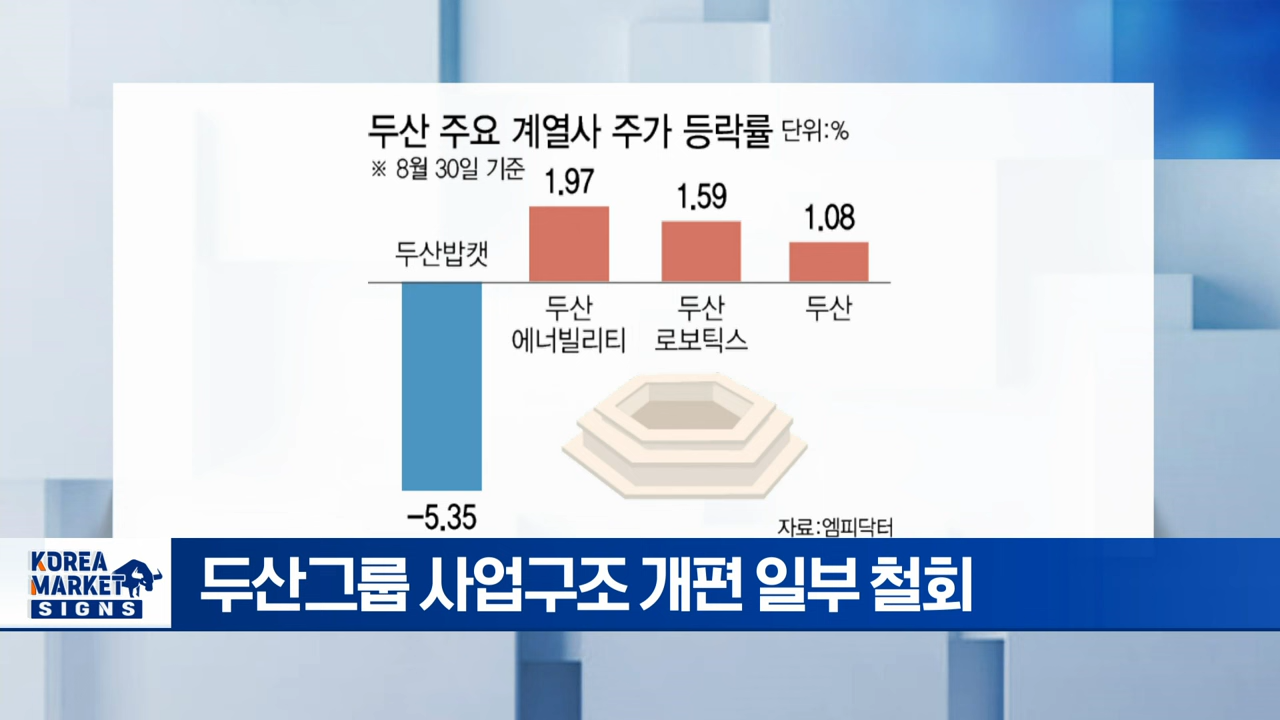 두산 주요 계열사 주가 등락률 단위:%
※ 8월 30일 기준
1.97
1.59
1.08
두산밥캣
두산
에너빌리티
두산
로보틱스
두산
-5.35
자료:엠피닥터
KOREA
MARKET
SIGNS
두산그룹 사업구조 개편 일부 철회